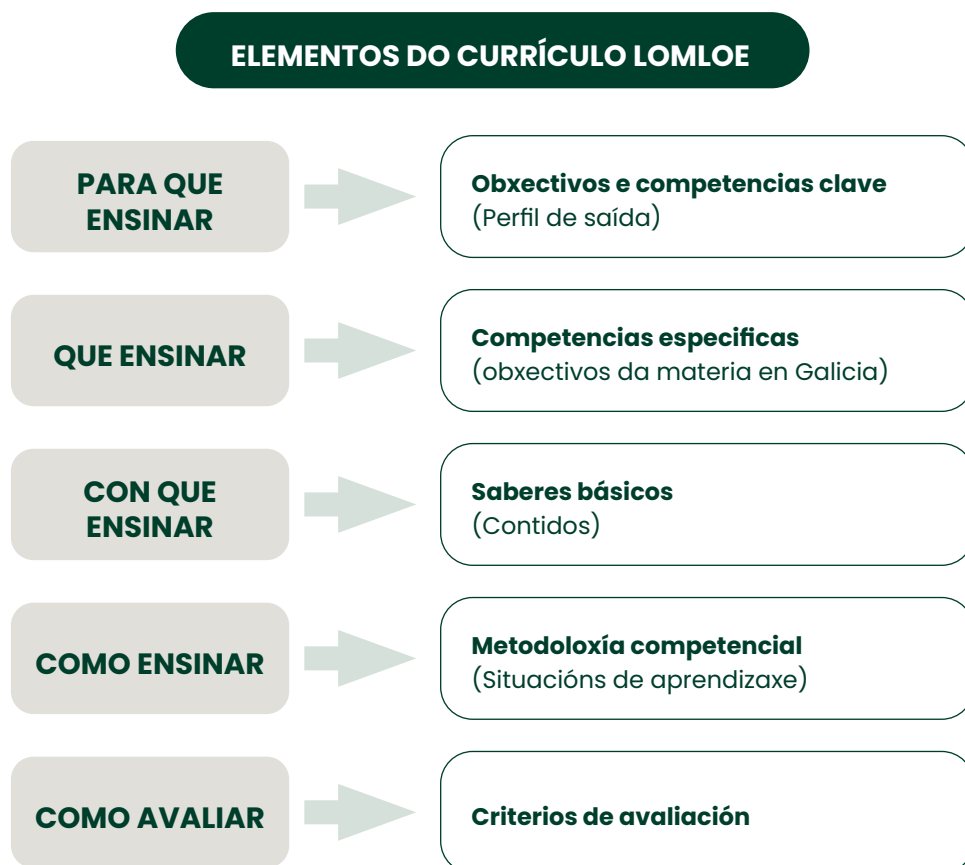 ELEMENTOS DO CURRÍCULO LOMLOE
PARA QUE
ENSINAR
Obxectivos e competencias clave
(Perfil de saída)
QUE ENSINAR
Competencias especificas
(obxectivos da materia en Galicia)
CON QUE
ENSINAR
Saberes básicos
(Contidos)
COMO ENSINAR
Metodoloxía competencial
(Situacións de aprendizaxe)
COMO AVALIAR
Criterios de avaliación